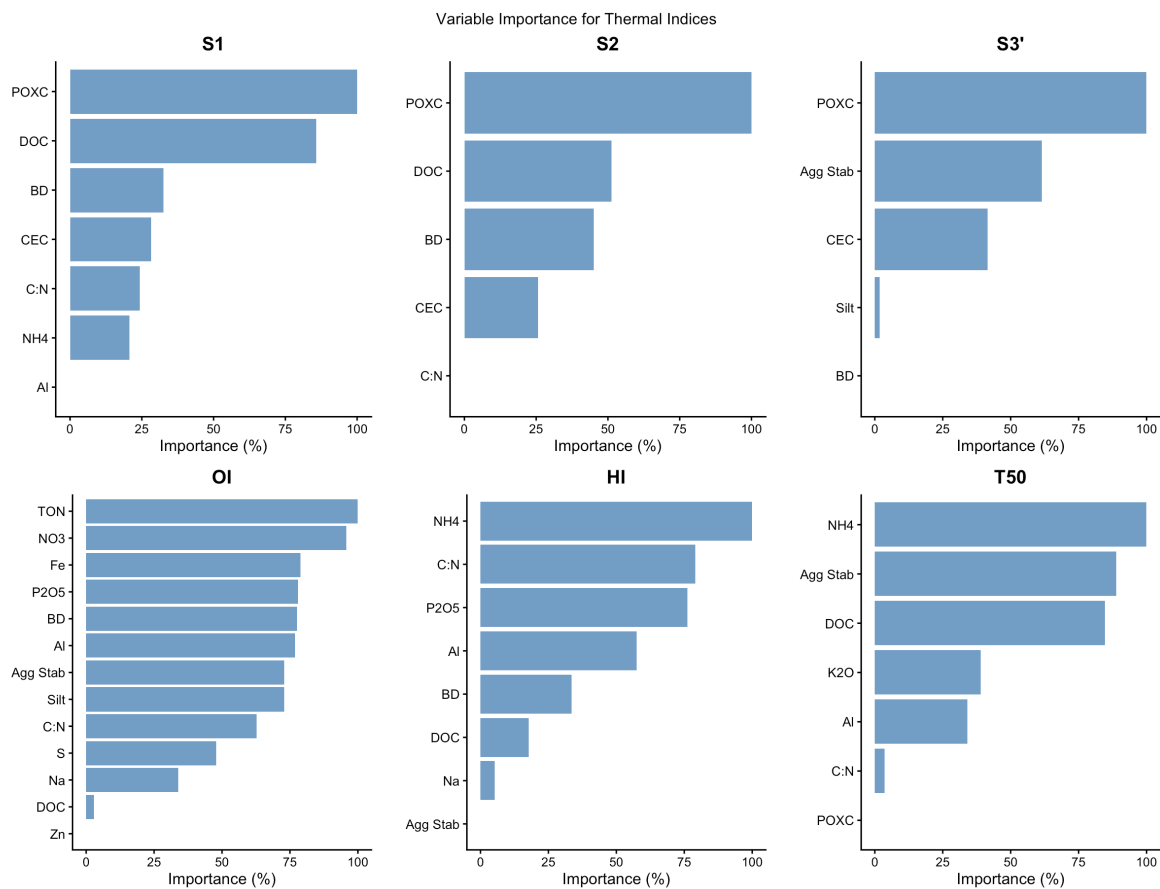 Variable Importance for Thermal Indices
S1
POXC
DOC
BD
CEC
C:N
NH4
Al
0 25 50 75 100
Importance (%)
S2
POXC
DOC
BD
CEC
C:N
0 25 50 75 100
Importance (%)
S3'
POXC
Agg Stab
CEC
Silt
BD
0 25 50 75 100
Importance (%)
OI
TON
NO3
Fe
P2O5
BD
Al
Agg Stab
Silt
C:N
S
Na
DOC
Zn
0 25 50 75 100
Importance (%)
HI
NH4
C:N
P2O5
Al
BD
DOC
Na
Agg Stab
0 25 50 75 100
Importance (%)
T50
NH4
Agg Stab
DOC
K2O
Al
C:N
POXC
0 25 50 75 100
Importance (%)